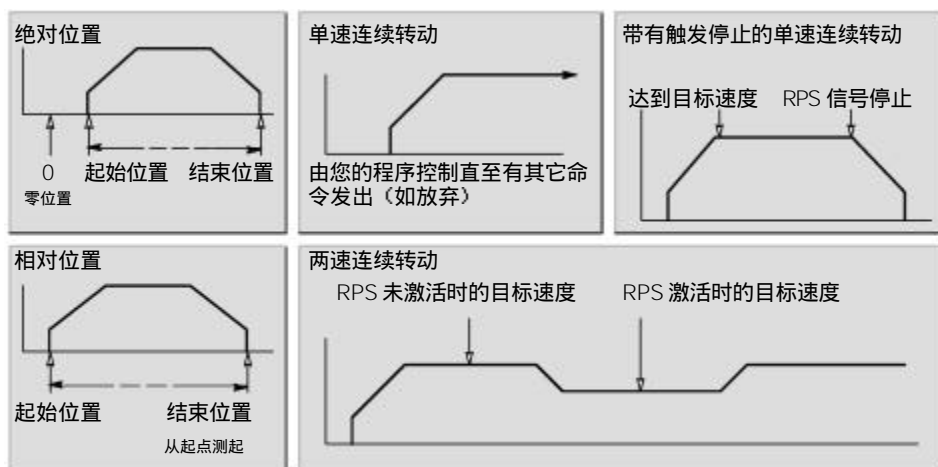 绝对位置
0
零位置
起始位置 结束位置
单速连续转动
由您的程序控制直至有其它命
令发出（如放弃）
带有触发停止的单速连续转动
达到目标速度 RPS 信号停止
相对位置
起始位置 结束位置
从起点测起
两速连续转动
RPS 未激活时的目标速度 RPS 激活时的目标速度